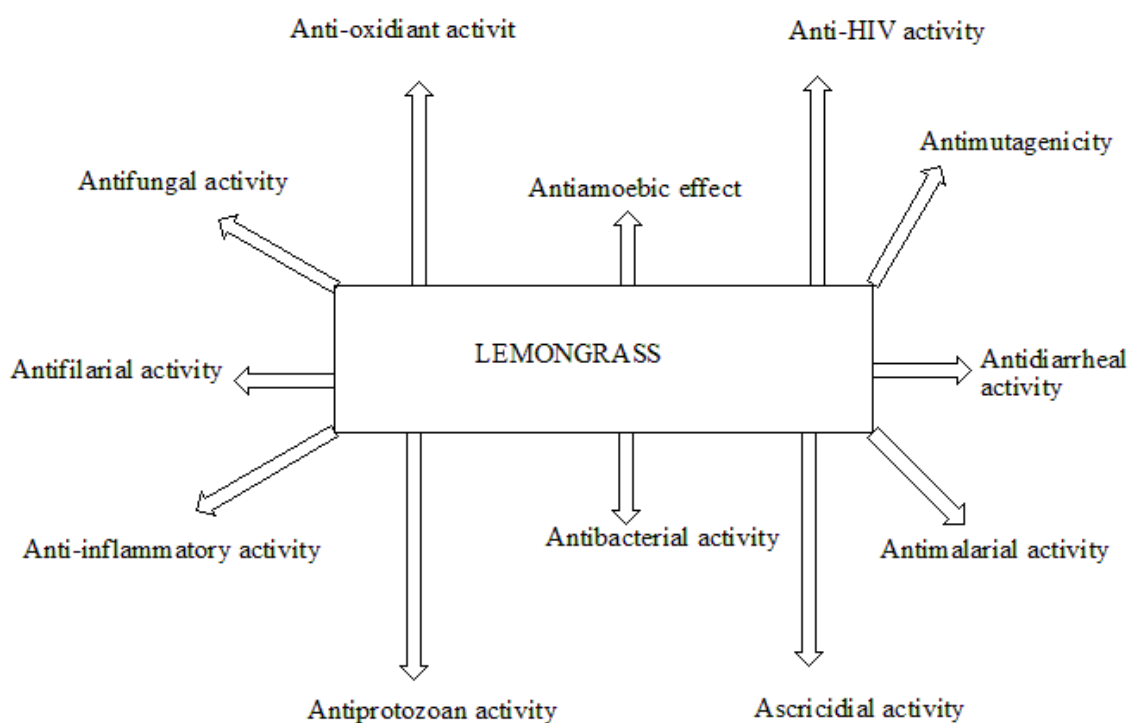 Anti-oxidiant activit
Anti-HIV activity
Antimutagenicity
Antifungal activity
Antiamoebic effect
LEMONGRASS
Antifilarial activity
Antidiarrheal
activity
Anti-inflammatory activity
Antibacterial activity
Antimalarial activity
Antiprotozoan activity
Ascricidial activity